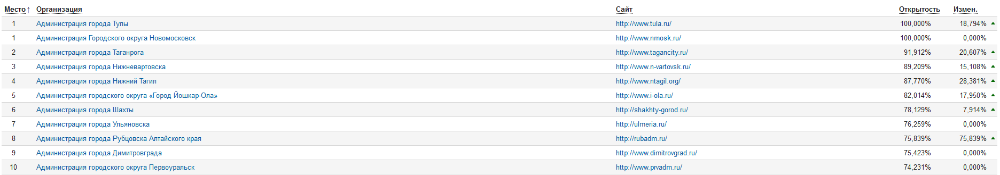 Место↑ Организация Сайт Открытость Измен.
1 Администрация города Тулы http://www.tula.ru/ 100,000% 18,794%
1 Администрация Городского округа Новомосковск http://www.nmosk.ru/ 100,000% 0,000%
2 Администрация города Таганрога http://www.tagancity.ru/ 91,912% 20,607%
3 Администрация города Нижневартовска http://www.n-vartovsk.ru/ 89,209% 15,108%
4 Администрация города Нижний Тагил http://www.ntagil.org/ 87,770% 28,381%
5 Администрация городского округа «Город Йошкар-Ола» http://www.i-ola.ru/ 82,014% 17,950%
6 Администрация города Шахты http://shakhty-gorod.ru/ 78,129% 7,914%
7 Администрация города Ульяновска http://ulmeria.ru/ 76,259% 0,000%
8 Администрация города Рубцовска Алтайского края http://rubadm.ru/ 75,839% 75,839%
9 Администрация города Димитровграда http://www.dimitrovgrad.ru/ 75,423% 0,000%
10 Администрация городского округа Первоуральск http://www.prvadm.ru/ 74,231% 0,000%